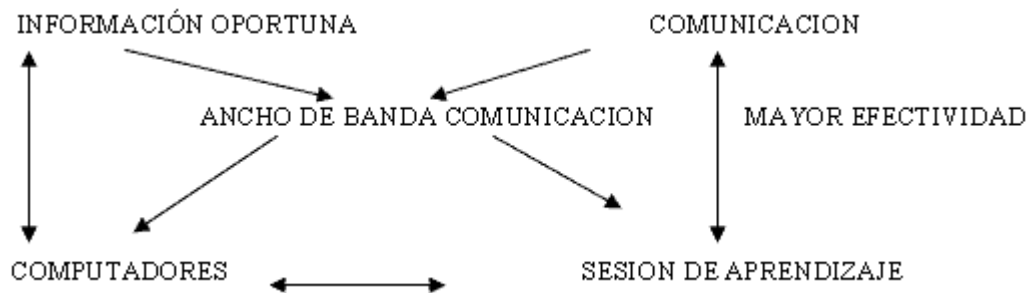 INFORMACIÓN OPORTUNA COMUNICACION
ANCHO DE BANDA COMUNICACION MAYOR EFECTIVIDAD
COMPUTADORES SESION DE APRENDIZAJE